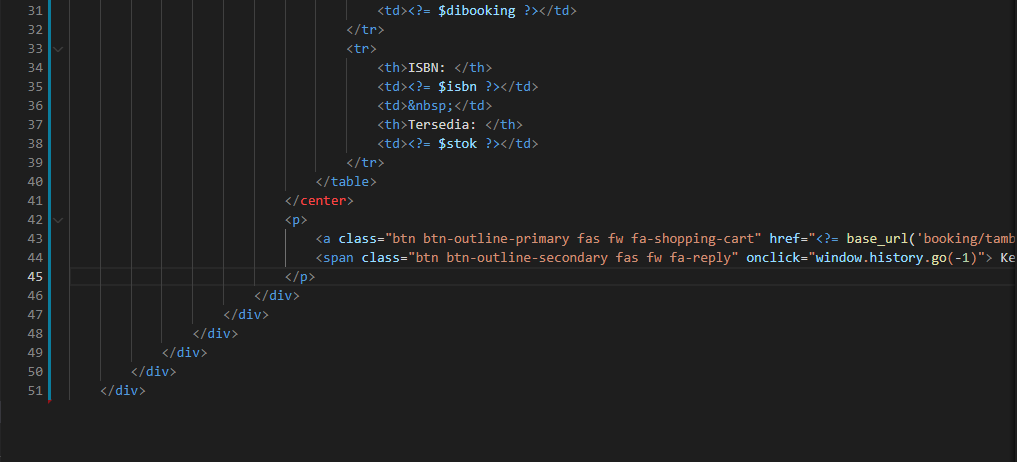 31 <td><?= $dibooking ?></td>
32 </tr>
33 <tr>
34 <th>ISBN: </th>
35 <td><?= $isbn ?></td>
36 <td>&nbsp;</td>
37 <th>Tersedia: </th>
38 <td><?= $stok ?></td>
39 </tr>
40 </table>
41 </center>
42 <p>
43 <a class="btn btn-outline-primary fas fw fa-shopping-cart" href="<?= base_url('booking/tamb
44 <span class="btn btn-outline-secondary fas fw fa-reply" onclick="window.history.go(-1)"> Ke
45 </p>
46 </div>
47 </div>
48 </div>
49 </div>
50 </div>
51 </div>